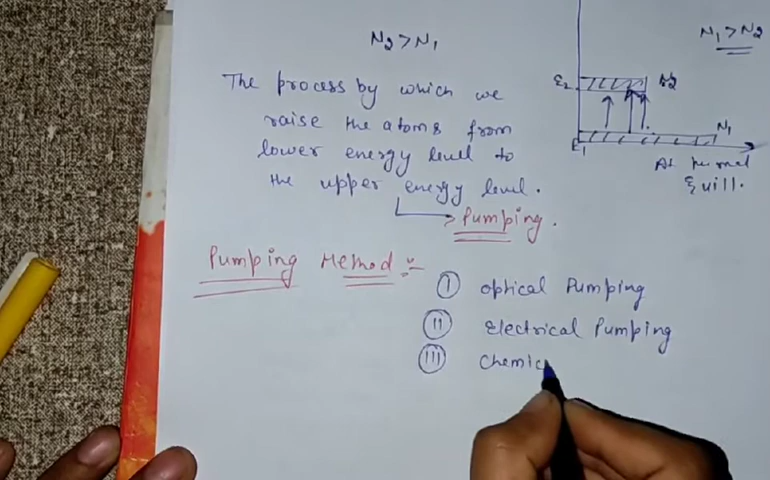 N2 > N1
The process by which we
raise the atoms from
lower energy level to
the upper energy level.
Pumping.
Pumping Method :-
I optical Pumping
II Electrical Pumping
III Chemic
N1 > N2
E2 N2
E1 N1
At thermal
Equill.